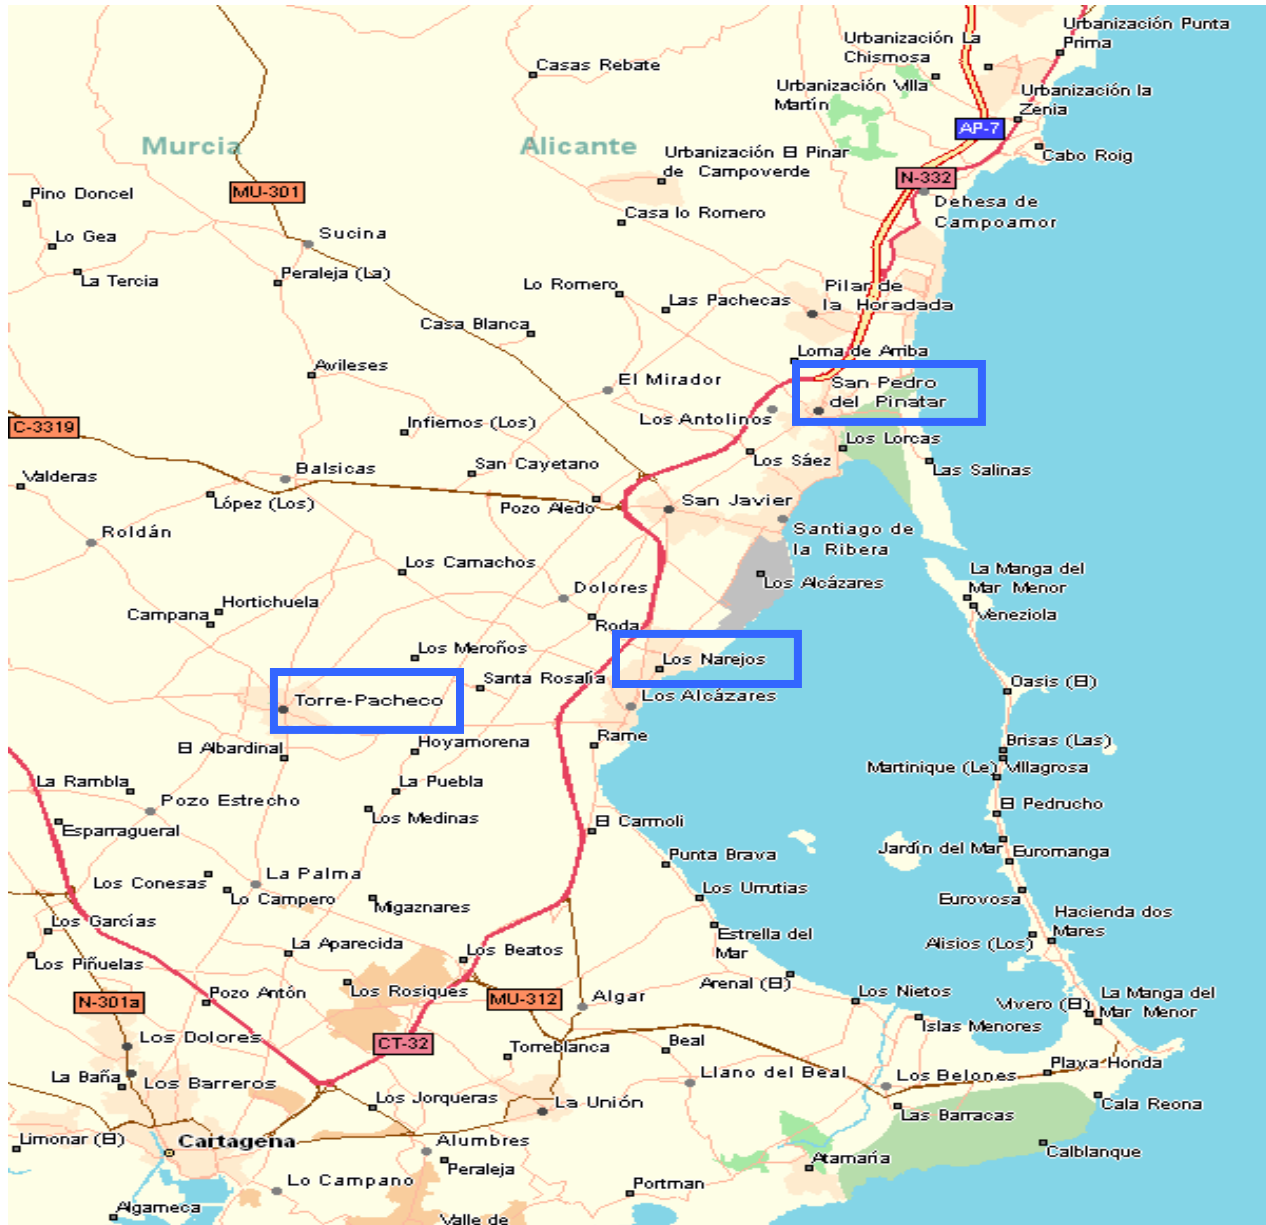 Urbanización Punta
Prima
Urbanización La
Chismosa
Casas Rebate
Urbanización Villa
Martín
Urbanización la
Zenia
AP-7
Murcia
Alicante
Urbanización El Pinar
de Campoverde
Cabo Roig
N-332
MU-301
Pino Doncel
Dehesa de
Campoamor
Casa lo Romero
Lo Gea
Sucina
La Tercia
Peraleja (La)
Lo Romero
Las Pachecas
Pilar de
la Horadada
Casa Blanca
Loma de Arriba
Avileses
El Mirador
San Pedro
del Pinatar
Los Antolinos
C-3319
Infiernos (Los)
Los Lorcas
Balsicas
San Cayetano
Los Sáez
Las Salinas
Valderas
López (Los)
Pozo Aledo
San Javier
Roldán
Santiago de
la Ribera
Los Camachos
La Manga del
Mar Menor
Dolores
Los Alcázares
Hortichuela
Campana
Veneziola
Roda
Los Meroños
Los Narejos
Santa Rosalía
Oasis (El)
Torre-Pacheco
Los Alcázares
El Albardinal
Hoyamorena
Rame
Brisas (Las)
Martinique (Le)
Villagrosa
La Rambla
La Puebla
Pozo Estrecho
El Pedrucho
Esparragueral
Los Medinas
El Carmoli
Jardín del Mar
Euromanga
Punta Brava
Los Conesas
La Palma
Lo Campero
Migaznares
Los Urrutias
Eurovosa
Los Garcías
Hacienda dos
Mares
La Aparecida
Los Beatos
Estrella del
Mar
Alisios (Los)
Los Piñuelas
Arenal (El)
N-301a
Pozo Antón
Los Rosiques
MU-312
Algar
Los Nietos
Vivero (El)
La Manga del
Mar Menor
Islas Menores
Los Dolores
CT-32
Torreblanca
Beal
Playa Honda
La Baña
Los Barreros
Llano del Beal
Los Belones
Los Jorqueras
La Unión
Las Barracas
Cala Reona
Limonar (El)
Cartagena
Alumbres
Peraleja
Atamaría
Calblanque
Lo Campano
Portman
Algameca
Valle de